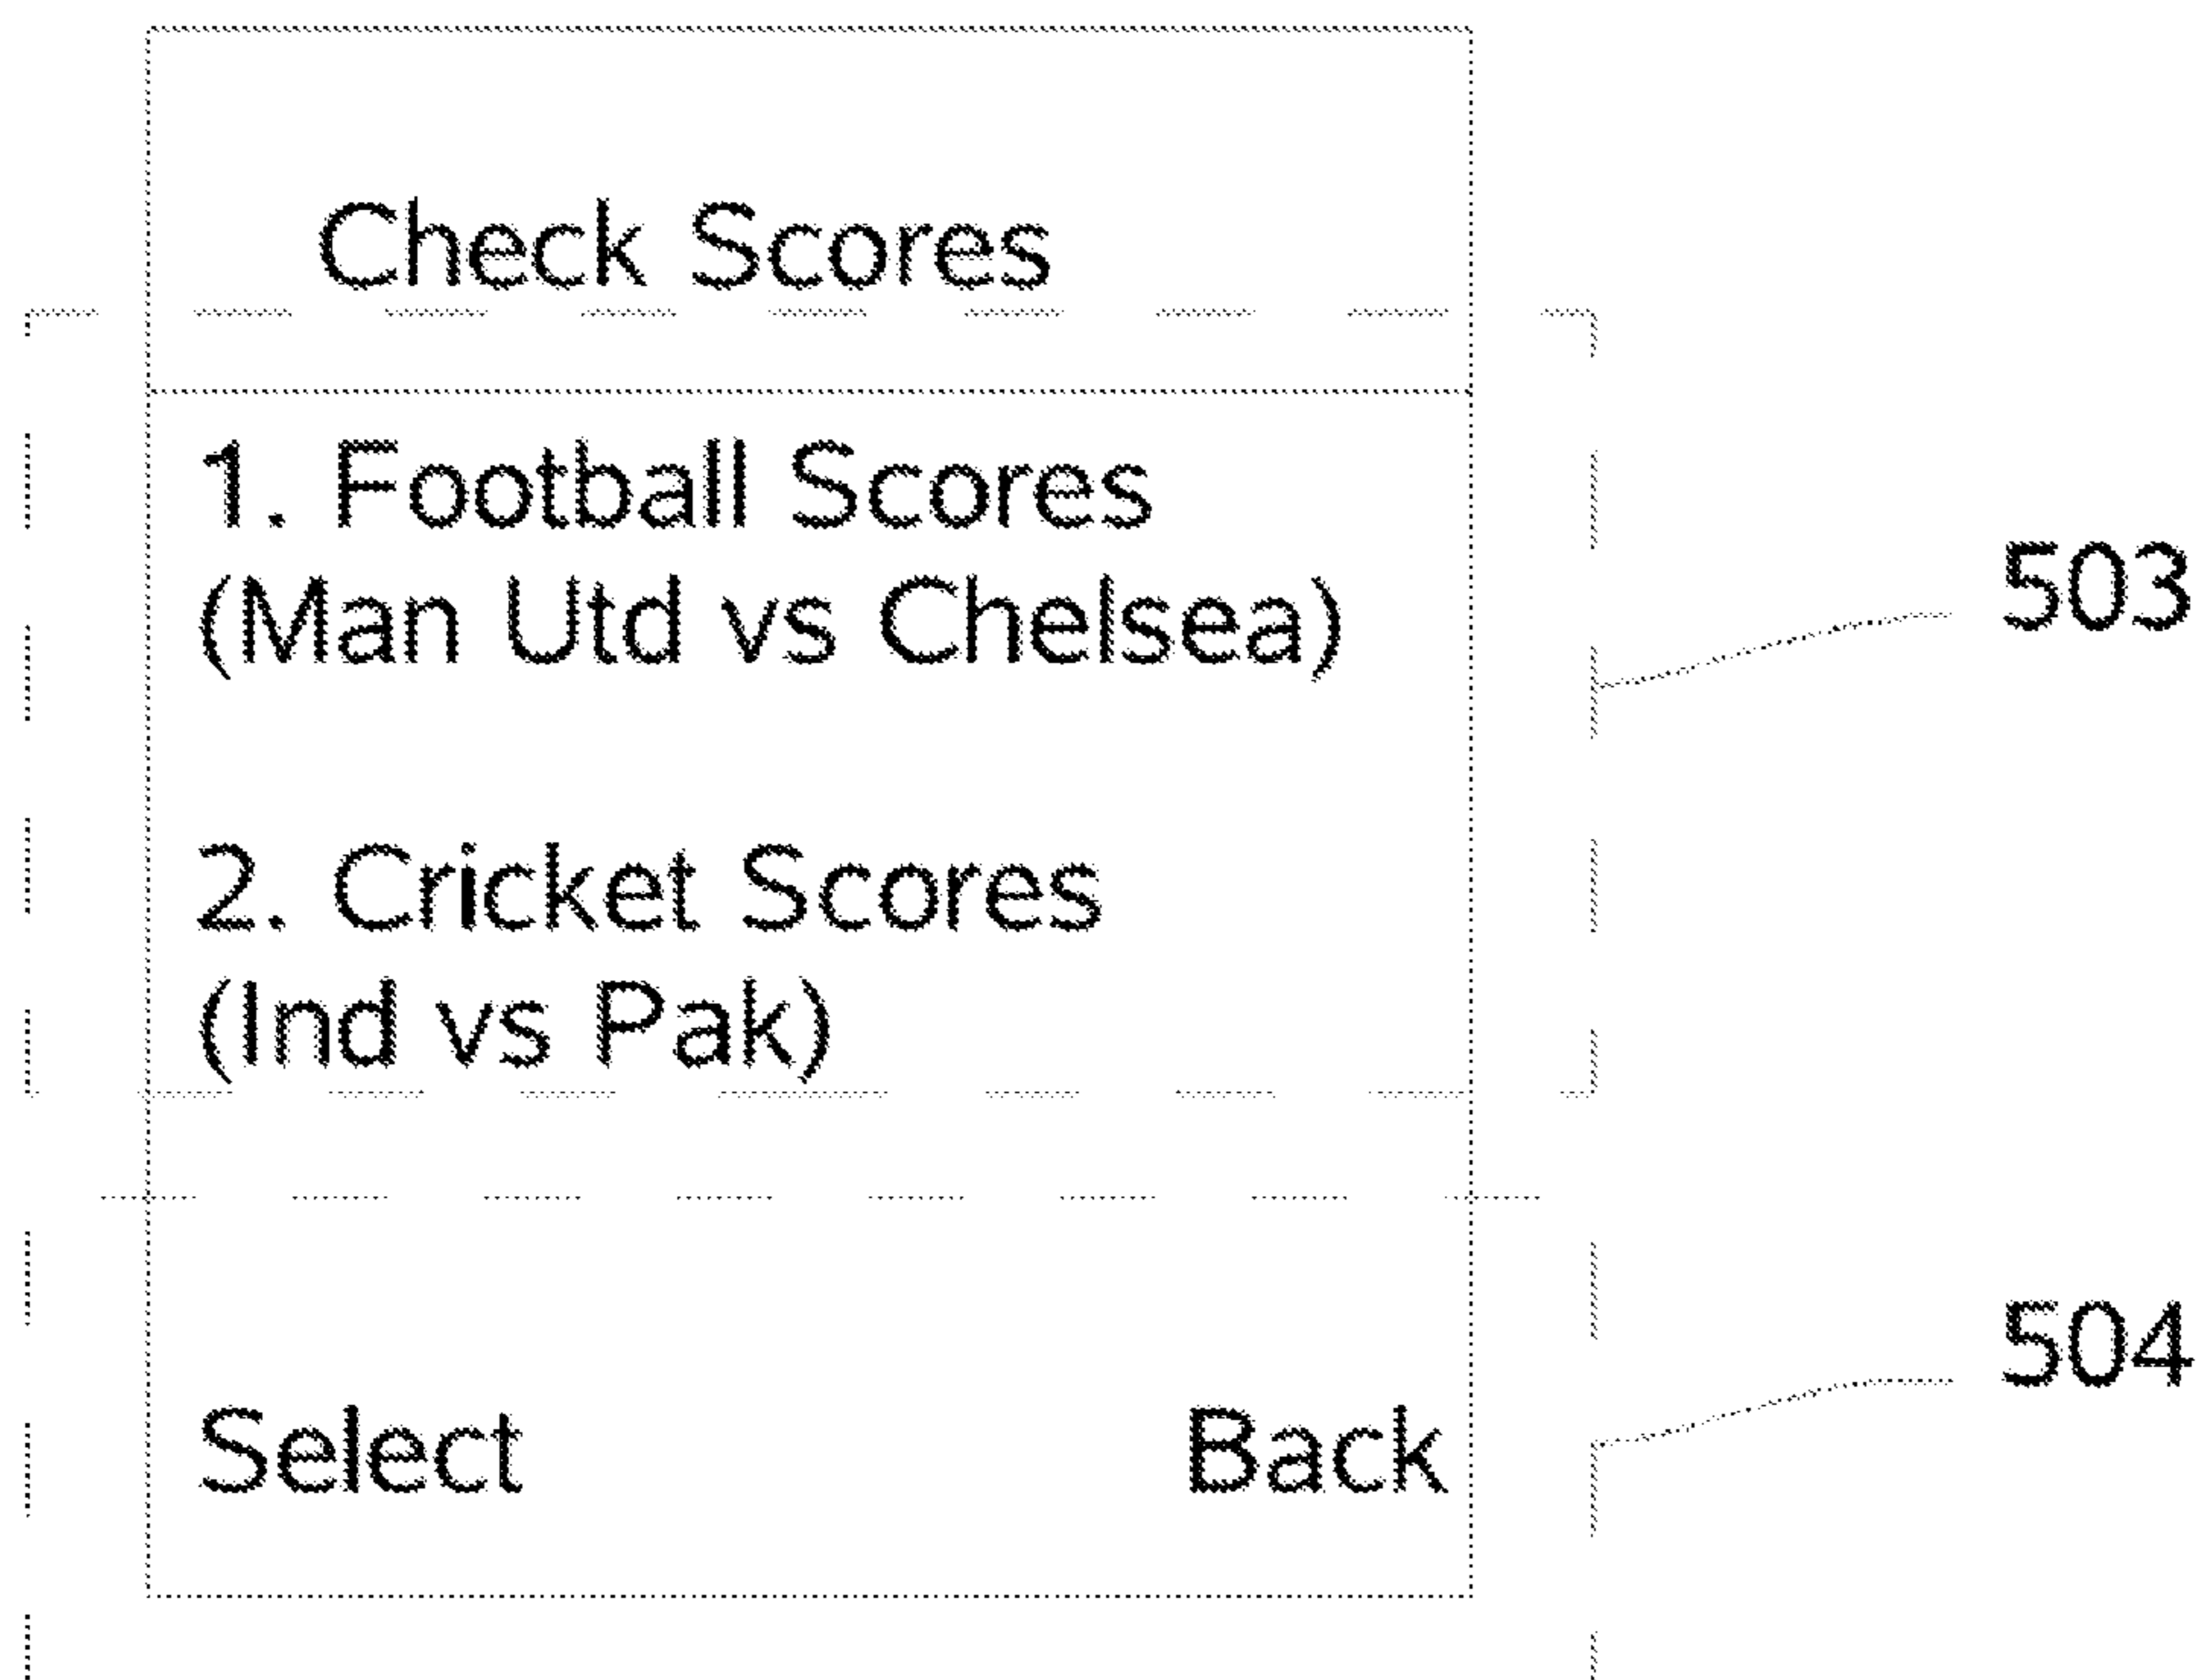 Check Scores
1. Football Scores
(Man Utd vs Chelsea)
503
2. Cricket Scores
(Ind vs Pak)
504
Select Back